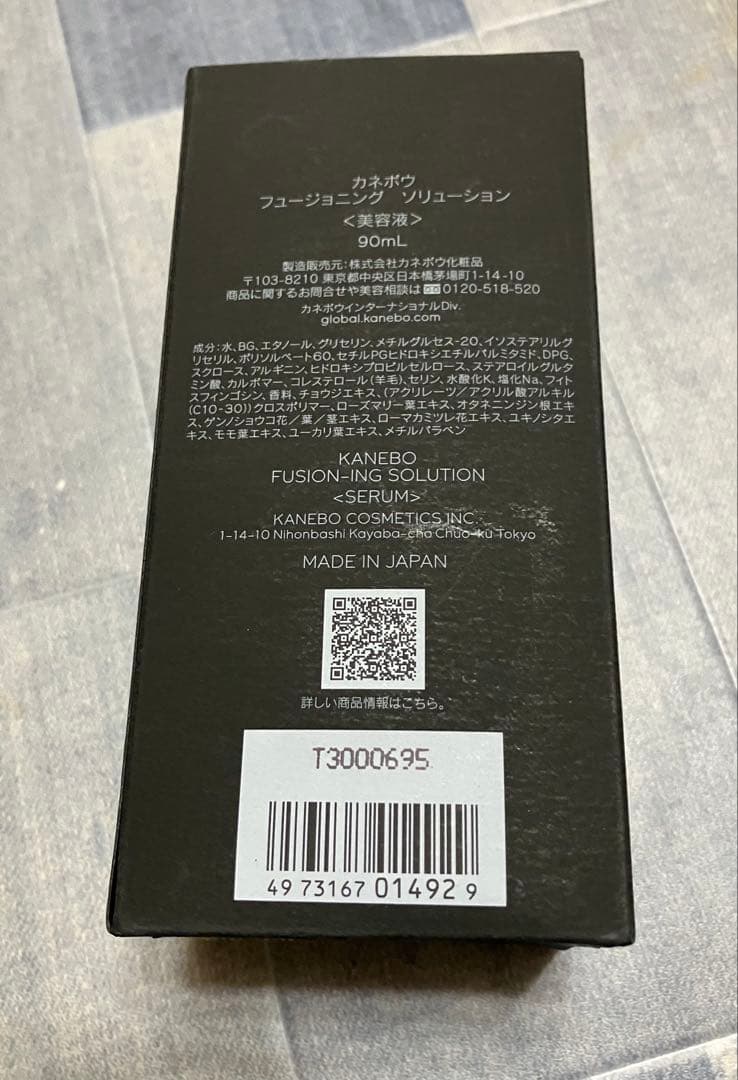 カネボウ
フュージョニング ソリューション
<美容液>
90mL
製造販売元:株式会社カネボウ化粧品
〒103-8210 東京都中央区日本橋茅場町1-14-10
商品に関するお問合せや美容相談は 0120-518-520
カネボウインターナショナルDiv.
global.kanebo.com
成分:水、BG、エタノール、グリセリン、メチルグルセス-20、イソステアリルグ
リセリル、ポリソルベート60、セチルPGヒドロキシエチルパルミタミド、DPG、
スクロース、アルギニン、ヒドロキシプロピルセルロース、ステアロイルグルタ
ミン酸、カルボマー、コレステロール(羊毛)、セリン、水酸化K、塩化Na、フィト
スフィンゴシン、香料、チョウジエキス、(アクリレーツ/アクリル酸アルキル
(C10-30))クロスポリマー、ローズマリー葉エキス、オタネニンジン根エキ
ス、ゲンノショウコ花/葉/茎エキス、ローマカミツレ花エキス、ユキノシタエ
キス、モモ葉エキス、ユーカリ葉エキス、メチルパラベン
KANEBO
FUSION-ING SOLUTION
<SERUM>
KANEBO COSMETICS INC.
1-14-10 Nihonbashi Kayaba-cho Chuo-ku Tokyo
MADE IN JAPAN
詳しい商品情報はこちら。
T3000695
49 73167 01492 9